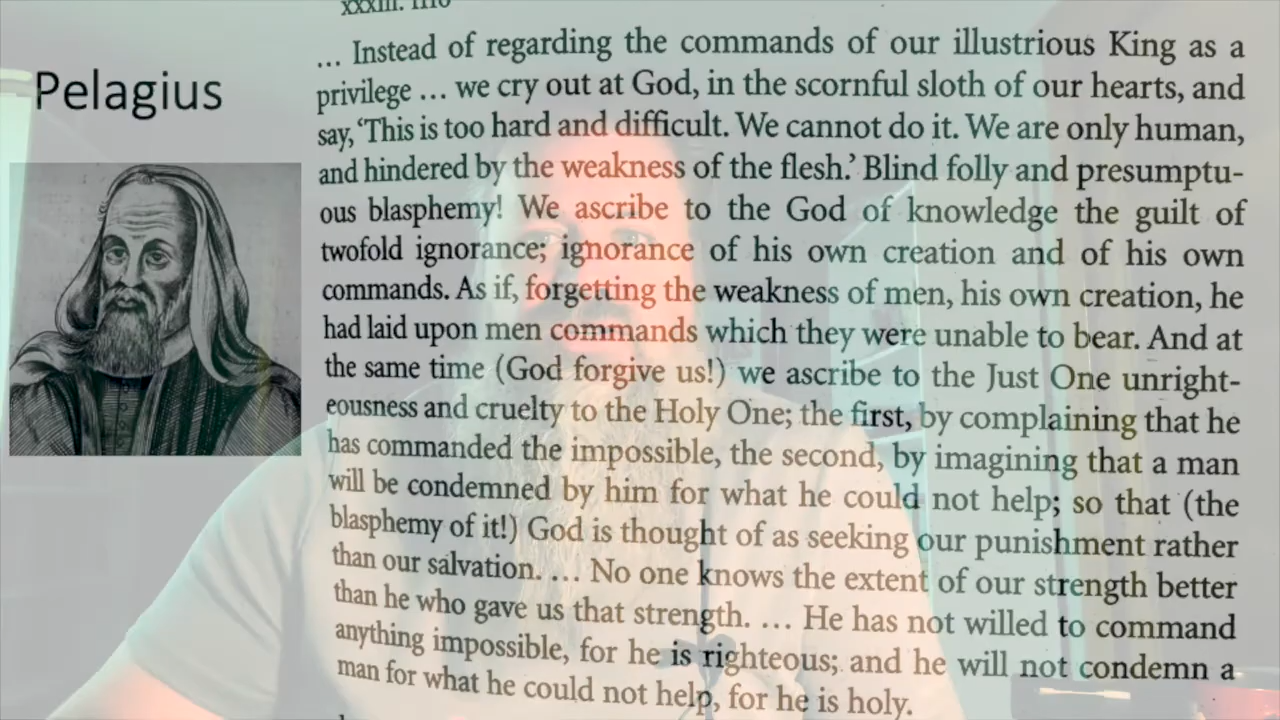 xxxiii. 1110
Pelagius
... Instead of regarding the commands of our illustrious King as a
privilege ... we cry out at God, in the scornful sloth of our hearts, and
say, ‘This is too hard and difficult. We cannot do it. We are only human,
and hindered by the weakness of the flesh.’ Blind folly and presumptu-
ous blasphemy! We ascribe to the God of knowledge the guilt of
twofold ignorance; ignorance of his own creation and of his own
commands. As if, forgetting the weakness of men, his own creation, he
had laid upon men commands which they were unable to bear. And at
the same time (God forgive us!) we ascribe to the Just One unright-
eousness and cruelty to the Holy One; the first, by complaining that he
has commanded the impossible, the second, by imagining that a man
will be condemned by him for what he could not help; so that (the
blasphemy of it!) God is thought of as seeking our punishment rather
than our salvation. ... No one knows the extent of our strength better
than he who gave us that strength. ... He has not willed to command
anything impossible, for he is righteous; and he will not condemn a
man for what he could not help, for he is holy.